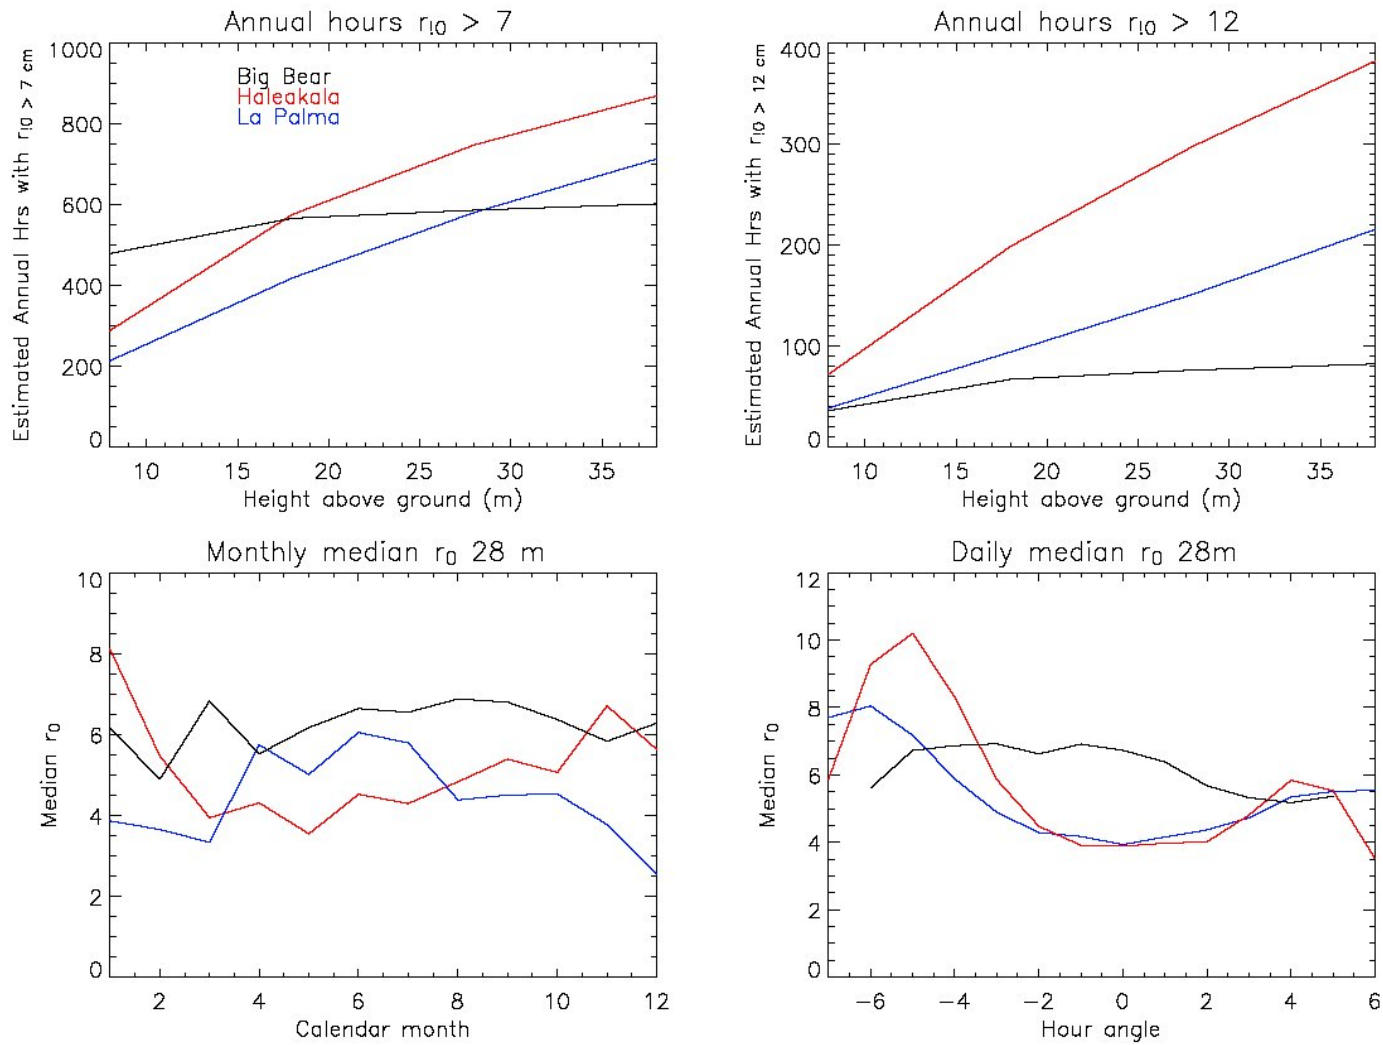 Annual hours r!0 > 7
Estimated Annual Hrs with r!0 > 7 cm
1000
800
600
400
200
0
Big Bear
Haleakala
La Palma
10 15 20 25 30 35
Height above ground (m)
Annual hours r!0 > 12
Estimated Annual Hrs with r!0 > 12 cm
400
300
200
100
0
10 15 20 25 30 35
Height above ground (m)
Monthly median r0 28 m
Median r0
10
8
6
4
2
0
2 4 6 8 10 12
Calendar month
Daily median r0 28m
Median r0
12
10
8
6
4
2
0
−6 −4 −2 0 2 4 6
Hour angle